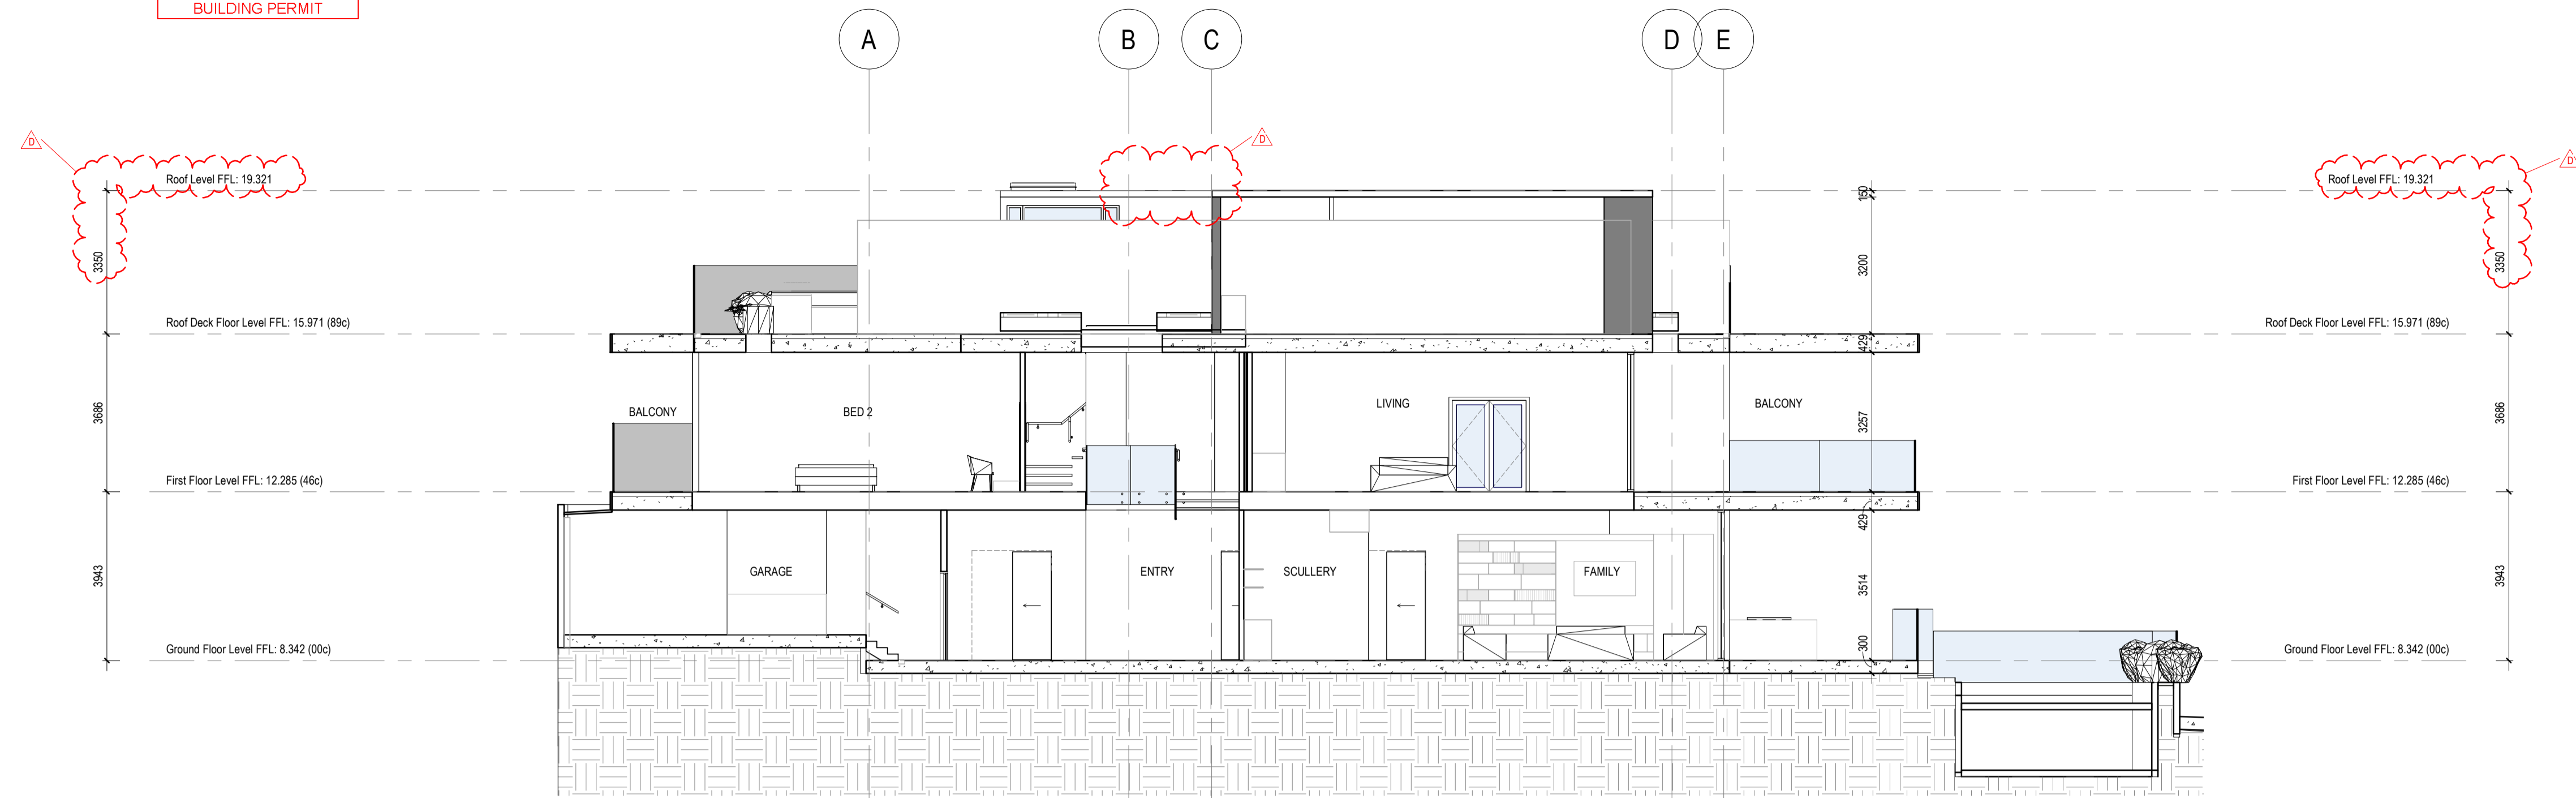 BUILDING PERMIT
A
B
C
D
E
D
D
D
Roof Level FFL: 19.321
Roof Level FFL: 19.321
150
3350
3200
3350
Roof Deck Floor Level FFL: 15.971 (89c)
Roof Deck Floor Level FFL: 15.971 (89c)
429
3686
BALCONY
BED 2
LIVING
BALCONY
3257
3686
First Floor Level FFL: 12.285 (46c)
First Floor Level FFL: 12.285 (46c)
429
3943
GARAGE
ENTRY
SCULLERY
FAMILY
3514
3943
Ground Floor Level FFL: 8.342 (00c)
300
Ground Floor Level FFL: 8.342 (00c)